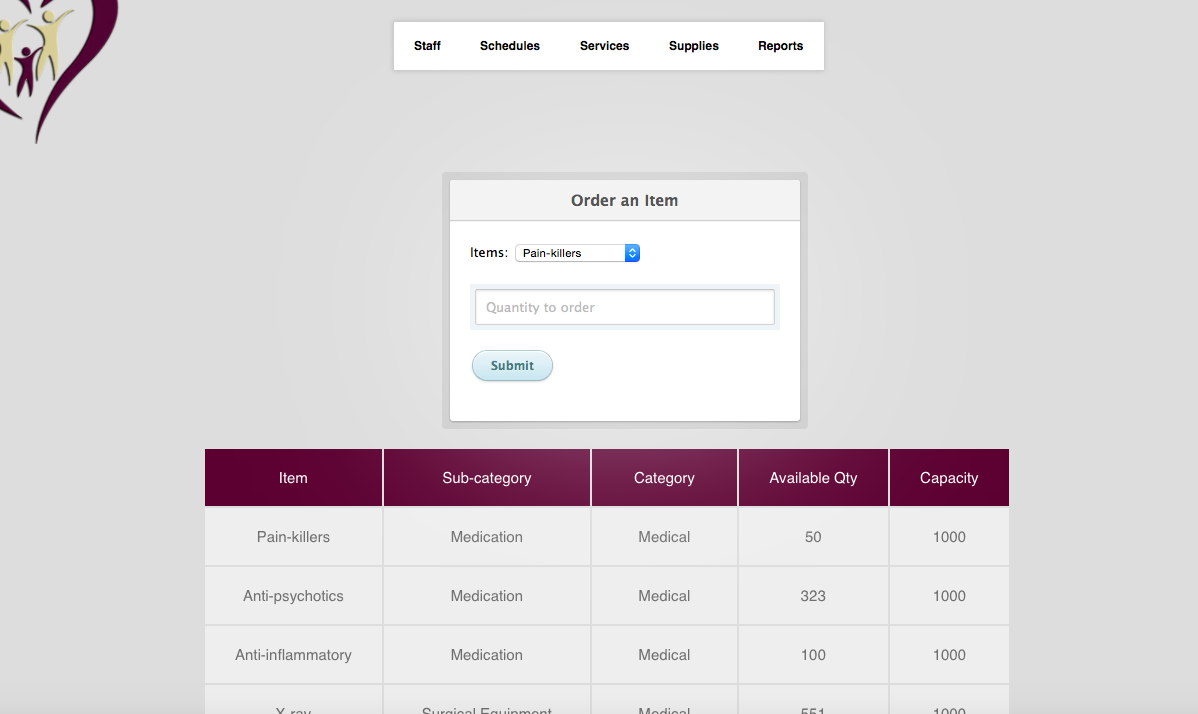 Staff Schedules Services Supplies Reports
Order an Item
Items: Pain-killers
Quantity to order
Submit
Item Sub-category Category Available Qty Capacity
Pain-killers Medication Medical 50 1000
Anti-psychotics Medication Medical 323 1000
Anti-inflammatory Medication Medical 100 1000
X-ray Surgical Equipment Medical 551 1000